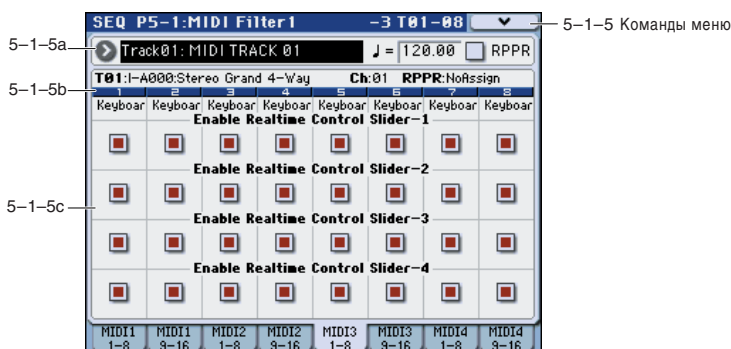 SEQ P5-1:MIDI Filter1 -3 T01-08
5-1-5 Команды меню
5-1-5a
Track01: MIDI TRACK 01 ♩= 120.00 RPPR
T01:I-A000:Stereo Grand 4-Way Ch:01 RPPR:NoAssign
5-1-5b
1 2 3 4 5 6 7 8
Keyboar Keyboar Keyboar Keyboar Keyboar Keyboar Keyboar Keyboar
Enable Realtime Control Slider-1
Enable Realtime Control Slider-2
5-1-5c
Enable Realtime Control Slider-3
Enable Realtime Control Slider-4
MIDI1 MIDI1 MIDI2 MIDI2 MIDI3 MIDI3 MIDI4 MIDI4
1-8 9-16 1-8 9-16 1-8 9-16 1-8 9-16